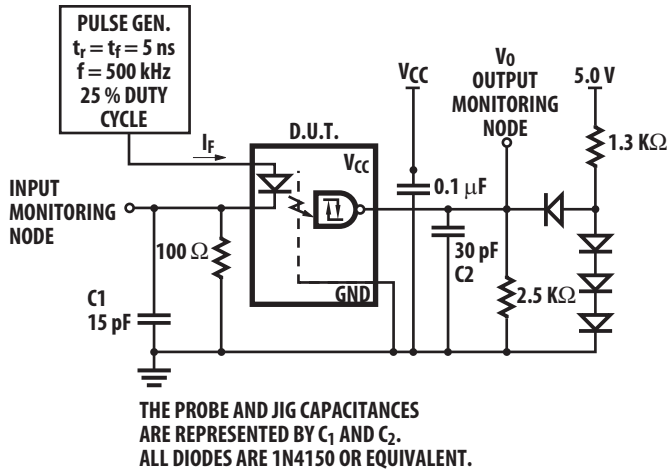 PULSE GEN.
tr = tf = 5 ns
f = 500 kHz
25 % DUTY
CYCLE
IF
D.U.T.
VCC
VCC
VO
OUTPUT
MONITORING
NODE
5.0 V
1.3 KΩ
0.1 μF
INPUT
MONITORING
NODE
100 Ω
30 pF
C2
2.5 KΩ
GND
C1
15 pF
THE PROBE AND JIG CAPACITANCES
ARE REPRESENTED BY C1 AND C2.
ALL DIODES ARE 1N4150 OR EQUIVALENT.